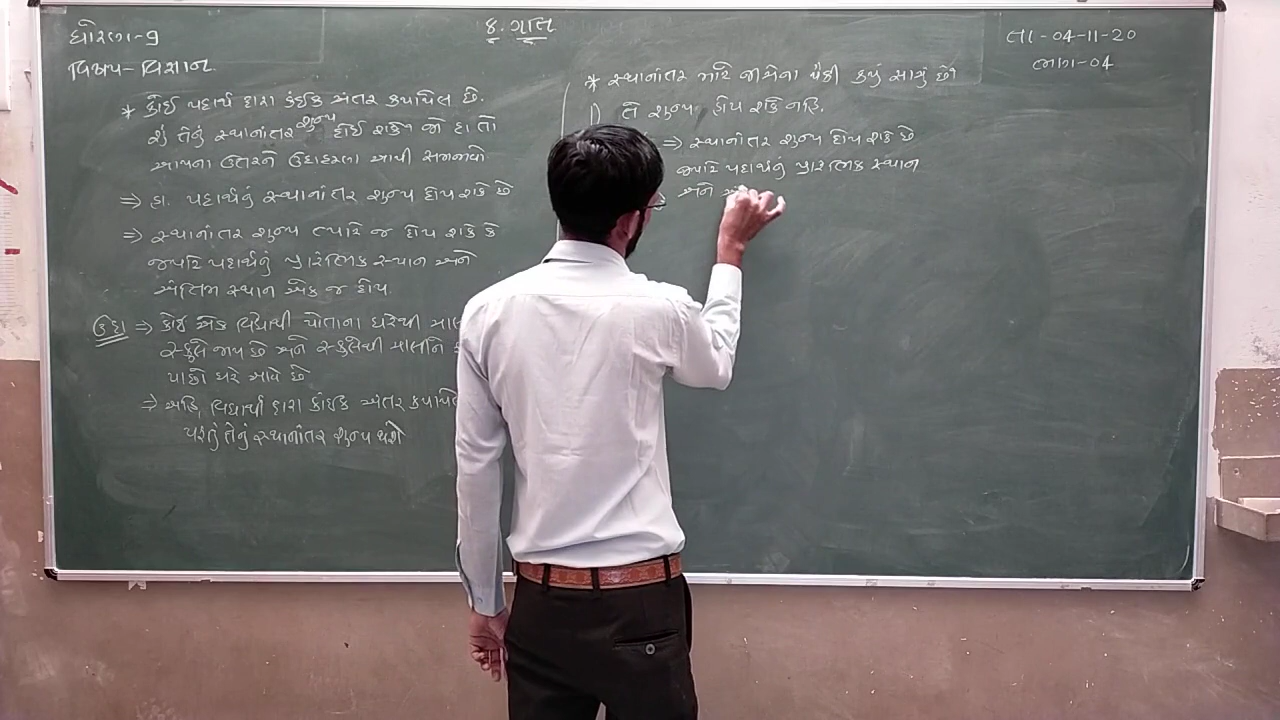 ધોરણ-9
વિષય-વિજ્ઞાન.
8. ગતિ
તા-04-11-20
ભાગ-04
* કોઈ પદાર્થ દ્વારા કંઈક અંતર કપાયેલ છે.
શું તેનું સ્થાનાંતર શૂન્ય હોઈ શકે? જો હા તો
આપના ઉત્તરને ઉદાહરણ આપી સમજાવો
⇒ હા. પદાર્થનું સ્થાનાંતર શૂન્ય હોય શકે છે
⇒ સ્થાનાંતર શૂન્ય ત્યારે જ હોય શકે કે
જ્યારે પદાર્થનું પ્રારંભિક સ્થાન અને
અંતિમ સ્થાન એક જ હોય.
ઉદા ⇒ કોઈ એક વિદ્યાર્થી પોતાના ઘરેથી
સ્કુલે જાય છે અને સ્કુલેથી ચાલીને
પાછો ઘરે આવે છે
⇒ અહિ, વિદ્યાર્થી દ્વારા કાંઈક અંતર
પરંતુ તેનું સ્થાનાંતર શૂન્ય થશે
* સ્થાનાંતર માટે નીચેના પૈકી કયું સાચું છે?
1) તે શૂન્ય હોય શકે નહિ.
⇒ સ્થાનાંતર શૂન્ય હોય શકે છે
જ્યારે પદાર્થનું પ્રારંભિક સ્થાન
અને